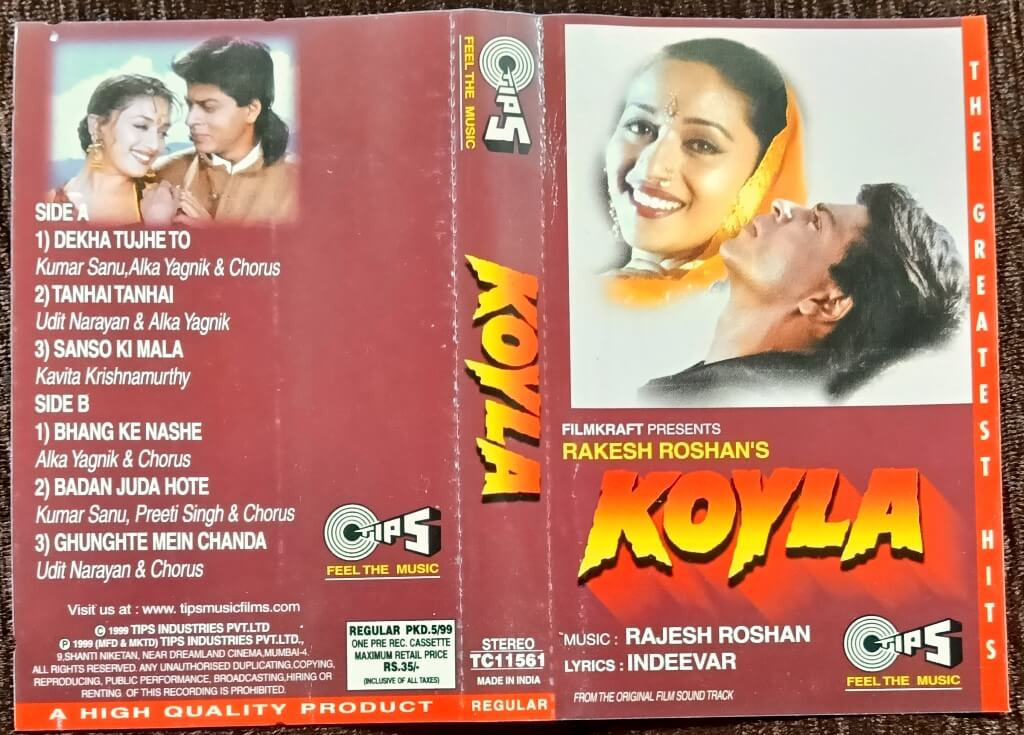 SIDE A
1) DEKHA TUJHE TO
Kumar Sanu,Alka Yagnik & Chorus
2) TANHAI TANHAI
Udit Narayan & Alka Yagnik
3) SANSO KI MALA
Kavita Krishnamurthy
SIDE B
1) BHANG KE NASHE
Alka Yagnik & Chorus
2) BADAN JUDA HOTE
Kumar Sanu, Preeti Singh & Chorus
3) GHUNGHTE MEIN CHANDA
Udit Narayan & Chorus
TIPS
FEEL THE MUSIC
Visit us at : www. tipsmusicfilms.com
© 1999 TIPS INDUSTRIES PVT.LTD
℗ 1999 (MFD & MKTD) TIPS INDUSTRIES PVT.LTD.,
9,SHANTI NIKETAN, NEAR DREAMLAND CINEMA,MUMBAI-4.
ALL RIGHTS RESERVED. ANY UNAUTHORISED DUPLICATING,COPYING,
REPRODUCING, PUBLIC PERFORMANCE, BROADCASTING,HIRING OR
RENTING OF THIS RECORDING IS PROHIBITED.
REGULAR PKD.5/99
ONE PRE REC. CASSETTE
MAXIMUM RETAIL PRICE
RS.35/-
(INCLUSIVE OF ALL TAXES)
A HIGH QUALITY PRODUCT
TIPS
FEEL THE MUSIC
KOYLA
STEREO
TC11561
MADE IN INDIA
REGULAR
THE GREATEST HITS
FILMKRAFT PRESENTS
RAKESH ROSHAN'S
KOYLA
MUSIC : RAJESH ROSHAN
LYRICS : INDEEVAR
TIPS
FEEL THE MUSIC
FROM THE ORIGINAL FILM SOUND TRACK